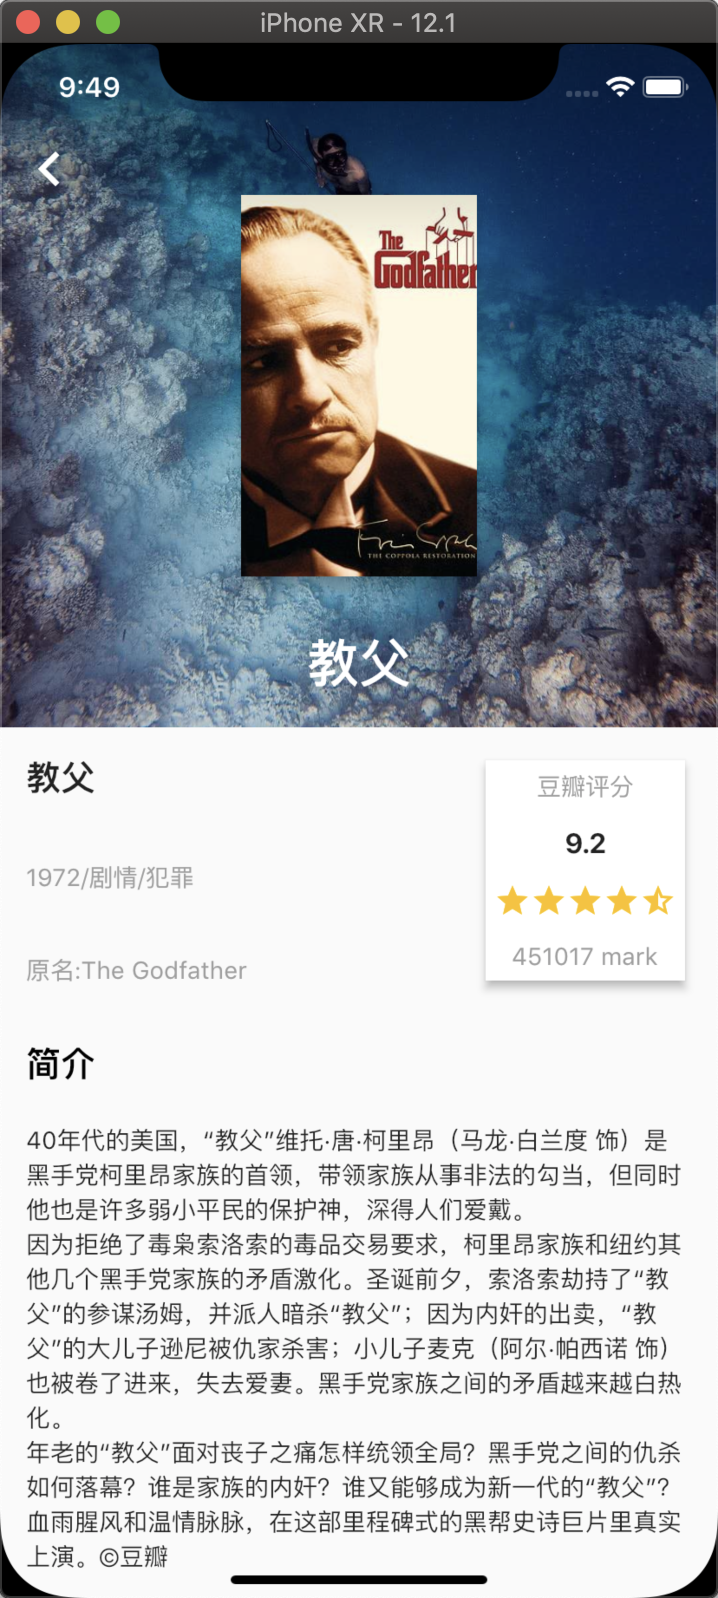 iPhone XR - 12.1
9:49
The
Godfather
THE COPPOLA RESTORATION
教父
教父
豆瓣评分
9.2
1972/剧情/犯罪
451017 mark
原名:The Godfather
简介
40年代的美国，“教父”维托·唐·柯里昂（马龙·白兰度 饰）是
黑手党柯里昂家族的首领，带领家族从事非法的勾当，但同时
他也是许多弱小平民的保护神，深得人们爱戴。
因为拒绝了毒枭索洛索的毒品交易要求，柯里昂家族和纽约其
他几个黑手党家族的矛盾激化。圣诞前夕，索洛索劫持了“教
父”的参谋汤姆，并派人暗杀“教父”；因为内奸的出卖，“教
父”的大儿子逊尼被仇家杀害；小儿子麦克（阿尔·帕西诺 饰）
也被卷了进来，失去爱妻。黑手党家族之间的矛盾越来越白热
化。
年老的“教父”面对丧子之痛怎样统领全局？黑手党之间的仇杀
如何落幕？谁是家族的内奸？谁又能够成为新一代的“教父”？
血雨腥风和温情脉脉，在这部里程碑式的黑帮史诗巨片里真实
上演。©豆瓣